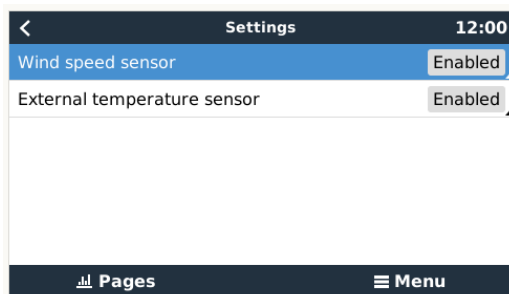 Settings 12:00
Wind speed sensor Enabled
External temperature sensor Enabled
Pages Menu